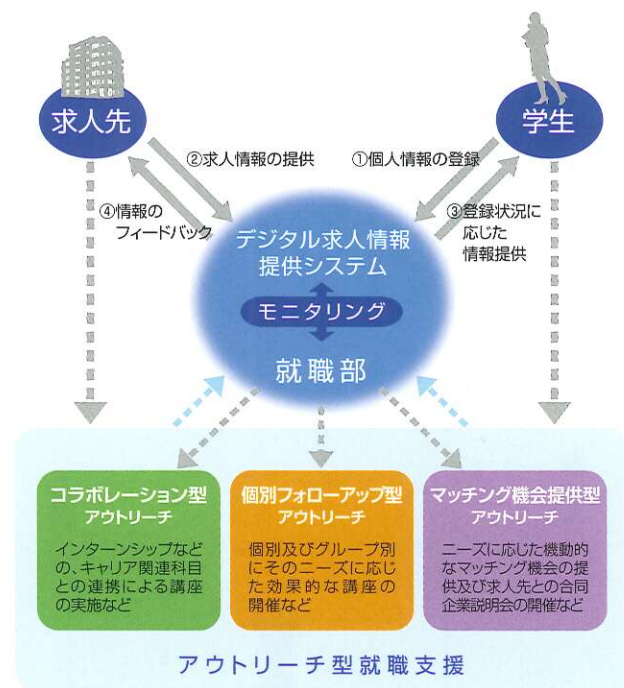 求人先
学生
②求人情報の提供
①個人情報の登録
④情報の
フィードバック
③登録状況に
応じた
情報提供
デジタル求人情報
提供システム
モニタリング
就職部
コラボレーション型
アウトリーチ
インターンシップなど
の、キャリア関連科目
との連携による講座
の実施など
個別フォローアップ型
アウトリーチ
個別及びグループ別
にそのニーズに応じ
た効果的な講座の
開催など
マッチング機会提供型
アウトリーチ
ニーズに応じた機動的
なマッチング機会の提
供及び求人先との合同
企業説明会の開催など
アウトリーチ型就職支援